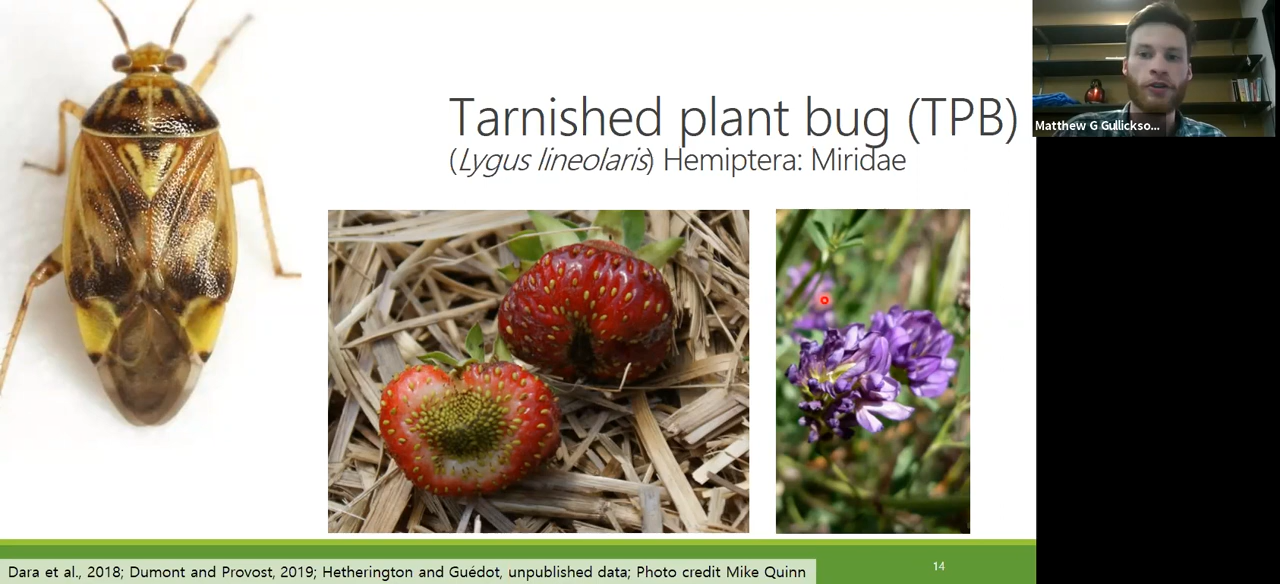 Tarnished plant bug (TPB)
(Lygus lineolaris) Hemiptera: Miridae
Matthew G Gullickso...
Dara et al., 2018; Dumont and Provost, 2019; Hetherington and Guédot, unpublished data; Photo credit Mike Quinn
14